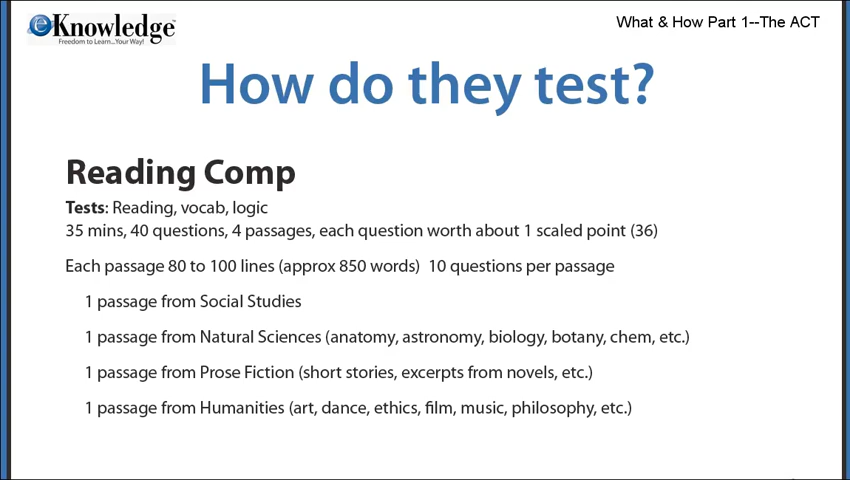 eKnowledge™
Freedom to Learn...Your Way!
What & How Part 1--The ACT
How do they test?
Reading Comp
Tests: Reading, vocab, logic
35 mins, 40 questions, 4 passages, each question worth about 1 scaled point (36)
Each passage 80 to 100 lines (approx 850 words)  10 questions per passage
1 passage from Social Studies
1 passage from Natural Sciences (anatomy, astronomy, biology, botany, chem, etc.)
1 passage from Prose Fiction (short stories, excerpts from novels, etc.)
1 passage from Humanities (art, dance, ethics, film, music, philosophy, etc.)